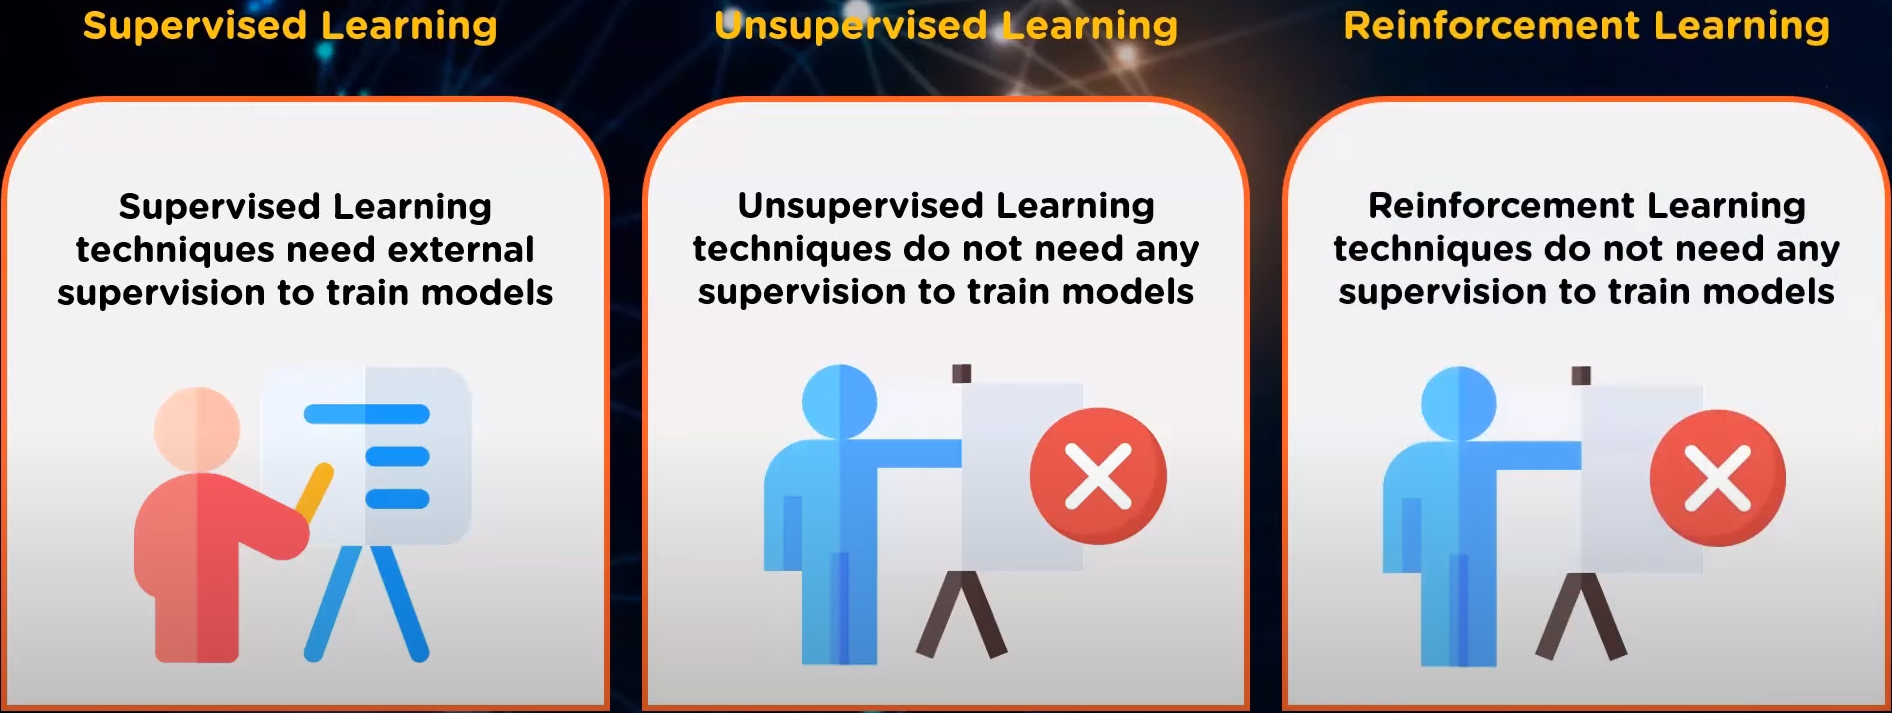 Supervised Learning
Unsupervised Learning
Reinforcement Learning
Supervised Learning
techniques need external
supervision to train models
Unsupervised Learning
techniques do not need any
supervision to train models
Reinforcement Learning
techniques do not need any
supervision to train models